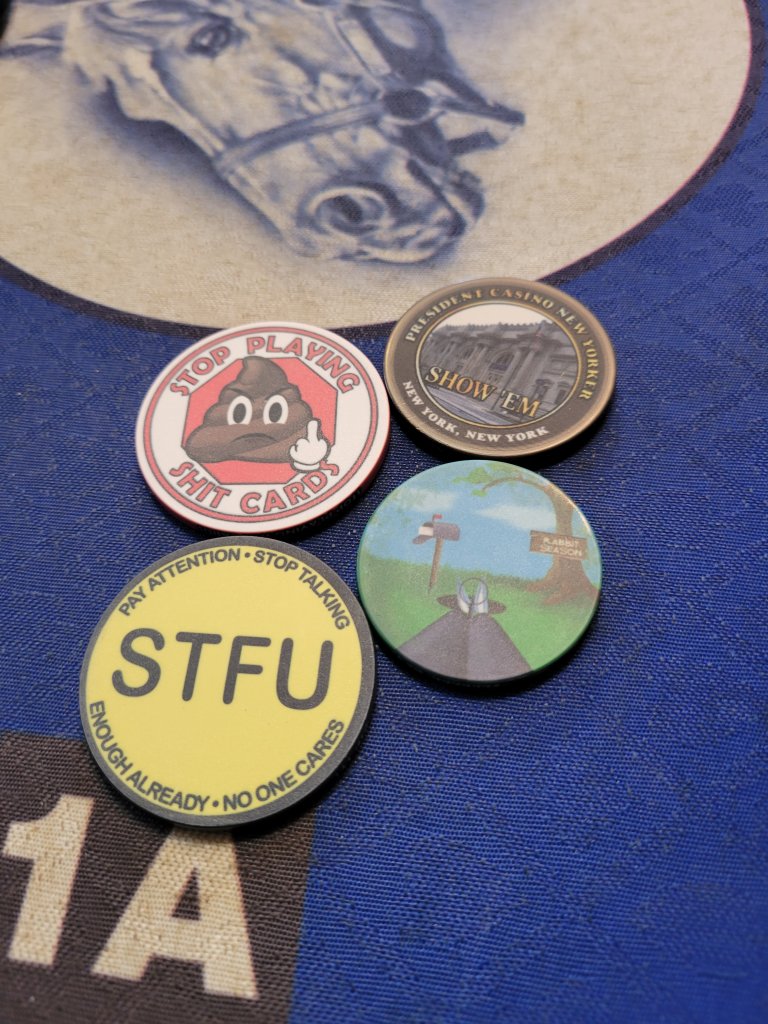 STOP PLAYING
SHIT CARDS
PRESIDENT CASINO NEW YORKER
SHOW 'EM
NEW YORK, NEW YORK
RABBIT
SEASON
PAY ATTENTION • STOP TALKING
STFU
ENOUGH ALREADY • NO ONE CARES
1A